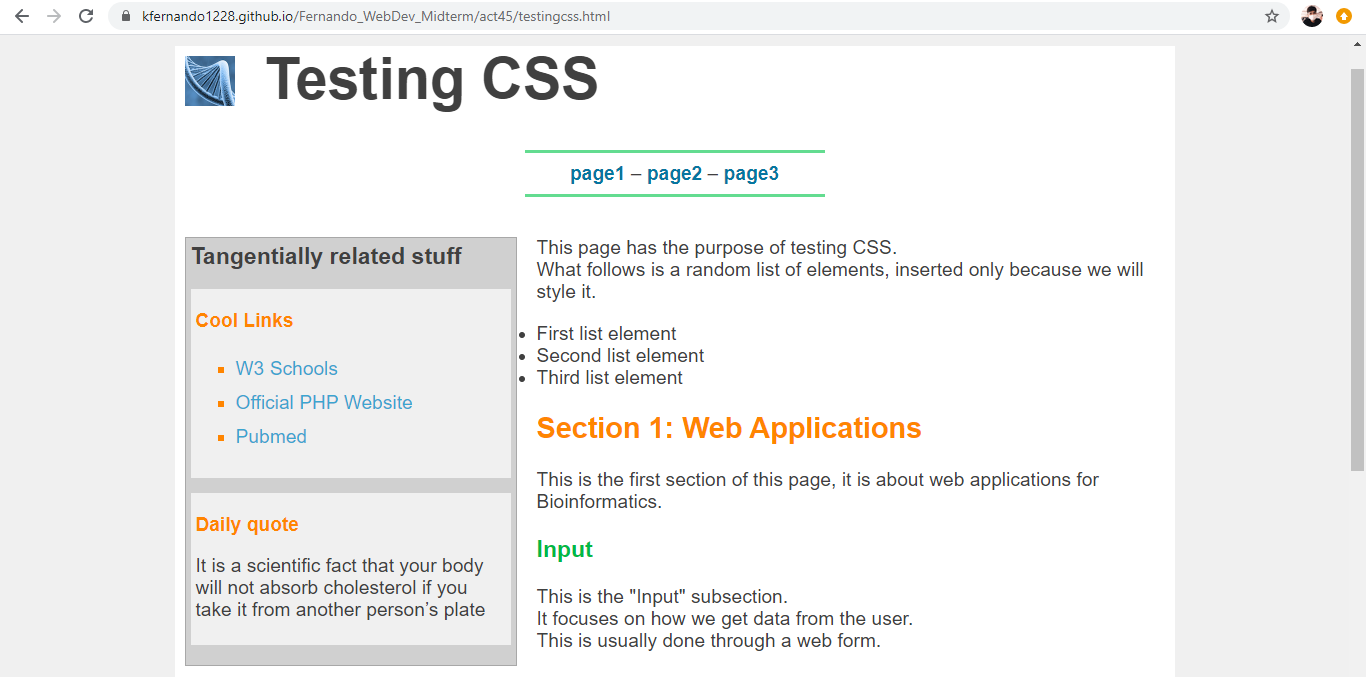 kfernando1228.github.io/Fernando_WebDev_Midterm/act45/testingcss.html
Testing CSS
page1 – page2 – page3
Tangentially related stuff
Cool Links
W3 Schools
Official PHP Website
Pubmed
Daily quote
It is a scientific fact that your body
will not absorb cholesterol if you
take it from another person’s plate
This page has the purpose of testing CSS.
What follows is a random list of elements, inserted only because we will
style it.
First list element
Second list element
Third list element
Section 1: Web Applications
This is the first section of this page, it is about web applications for
Bioinformatics.
Input
This is the "Input" subsection.
It focuses on how we get data from the user.
This is usually done through a web form.